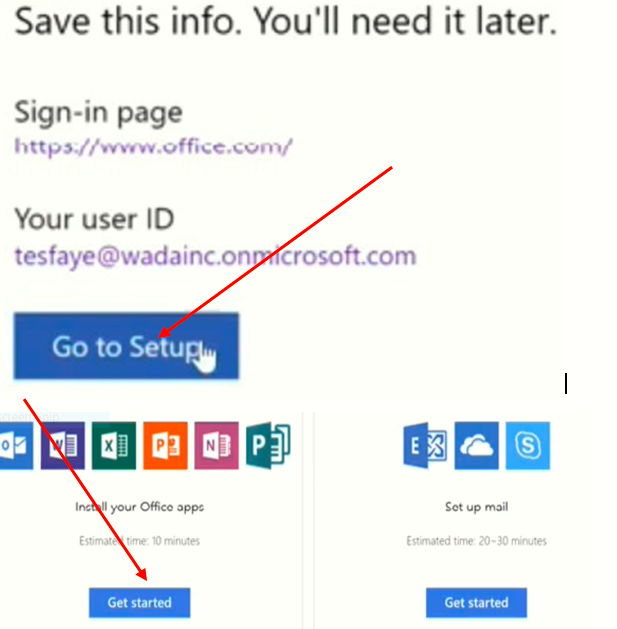 Save this info. You'll need it later.
Sign-in page
https://www.office.com/
Your user ID
tesfaye@wadainc.onmicrosoft.com
Go to Setup
Install your Office apps
Estimated time: 10 minutes
Get started
Set up mail
Estimated time: 20-30 minutes
Get started